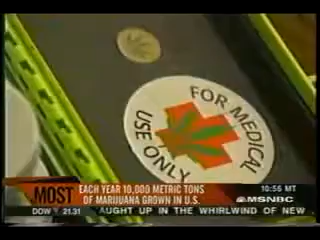 FOR MEDICAL
USE ONLY
MOST
EACH YEAR 10,000 METRIC TONS
OF MARIJUANA GROWN IN U.S.
10:56 MT
MSNBC
DOW 21.31
AUGHT UP IN THE WHIRLWIND OF NEW